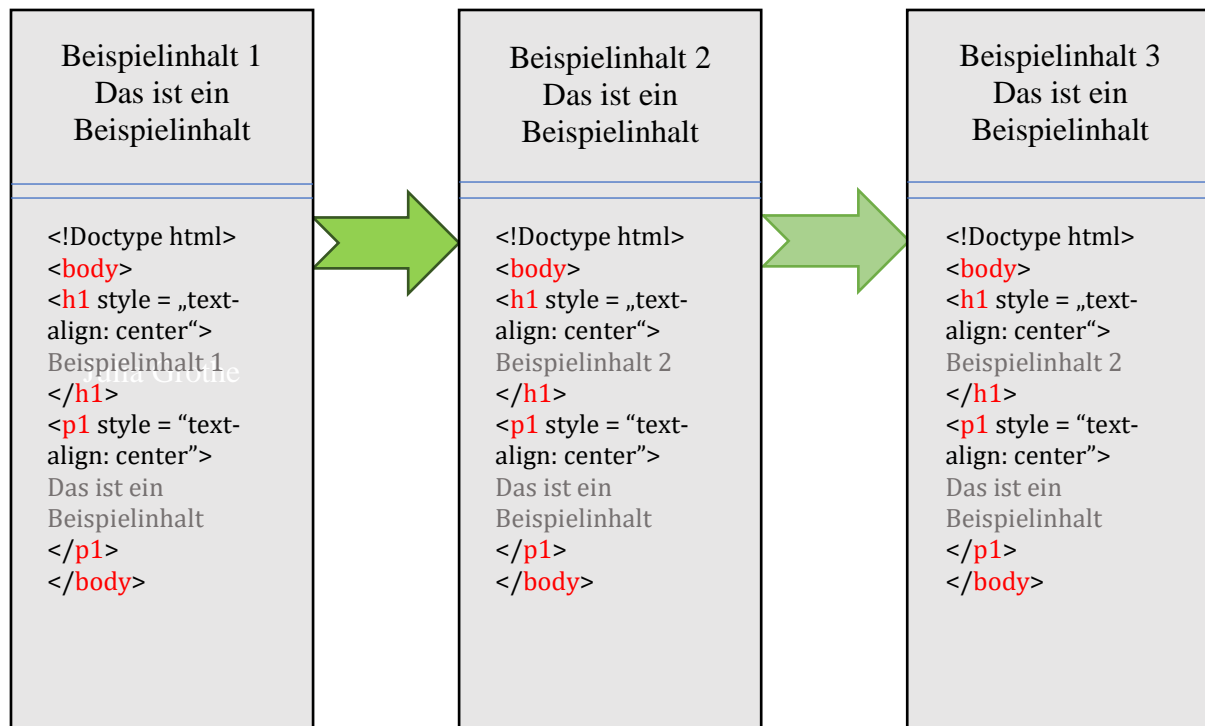 Beispielinhalt 1
Das ist ein
Beispielinhalt
<!Doctype html>
<body>
<h1 style = „text-
align: center“>
Beispielinhalt 1
Julia Grothe
</h1>
<p1 style = “text-
align: center”>
Das ist ein
Beispielinhalt
</p1>
</body>
Beispielinhalt 2
Das ist ein
Beispielinhalt
<!Doctype html>
<body>
<h1 style = „text-
align: center“>
Beispielinhalt 2
</h1>
<p1 style = “text-
align: center”>
Das ist ein
Beispielinhalt
</p1>
</body>
Beispielinhalt 3
Das ist ein
Beispielinhalt
<!Doctype html>
<body>
<h1 style = „text-
align: center“>
Beispielinhalt 2
</h1>
<p1 style = “text-
align: center”>
Das ist ein
Beispielinhalt
</p1>
</body>